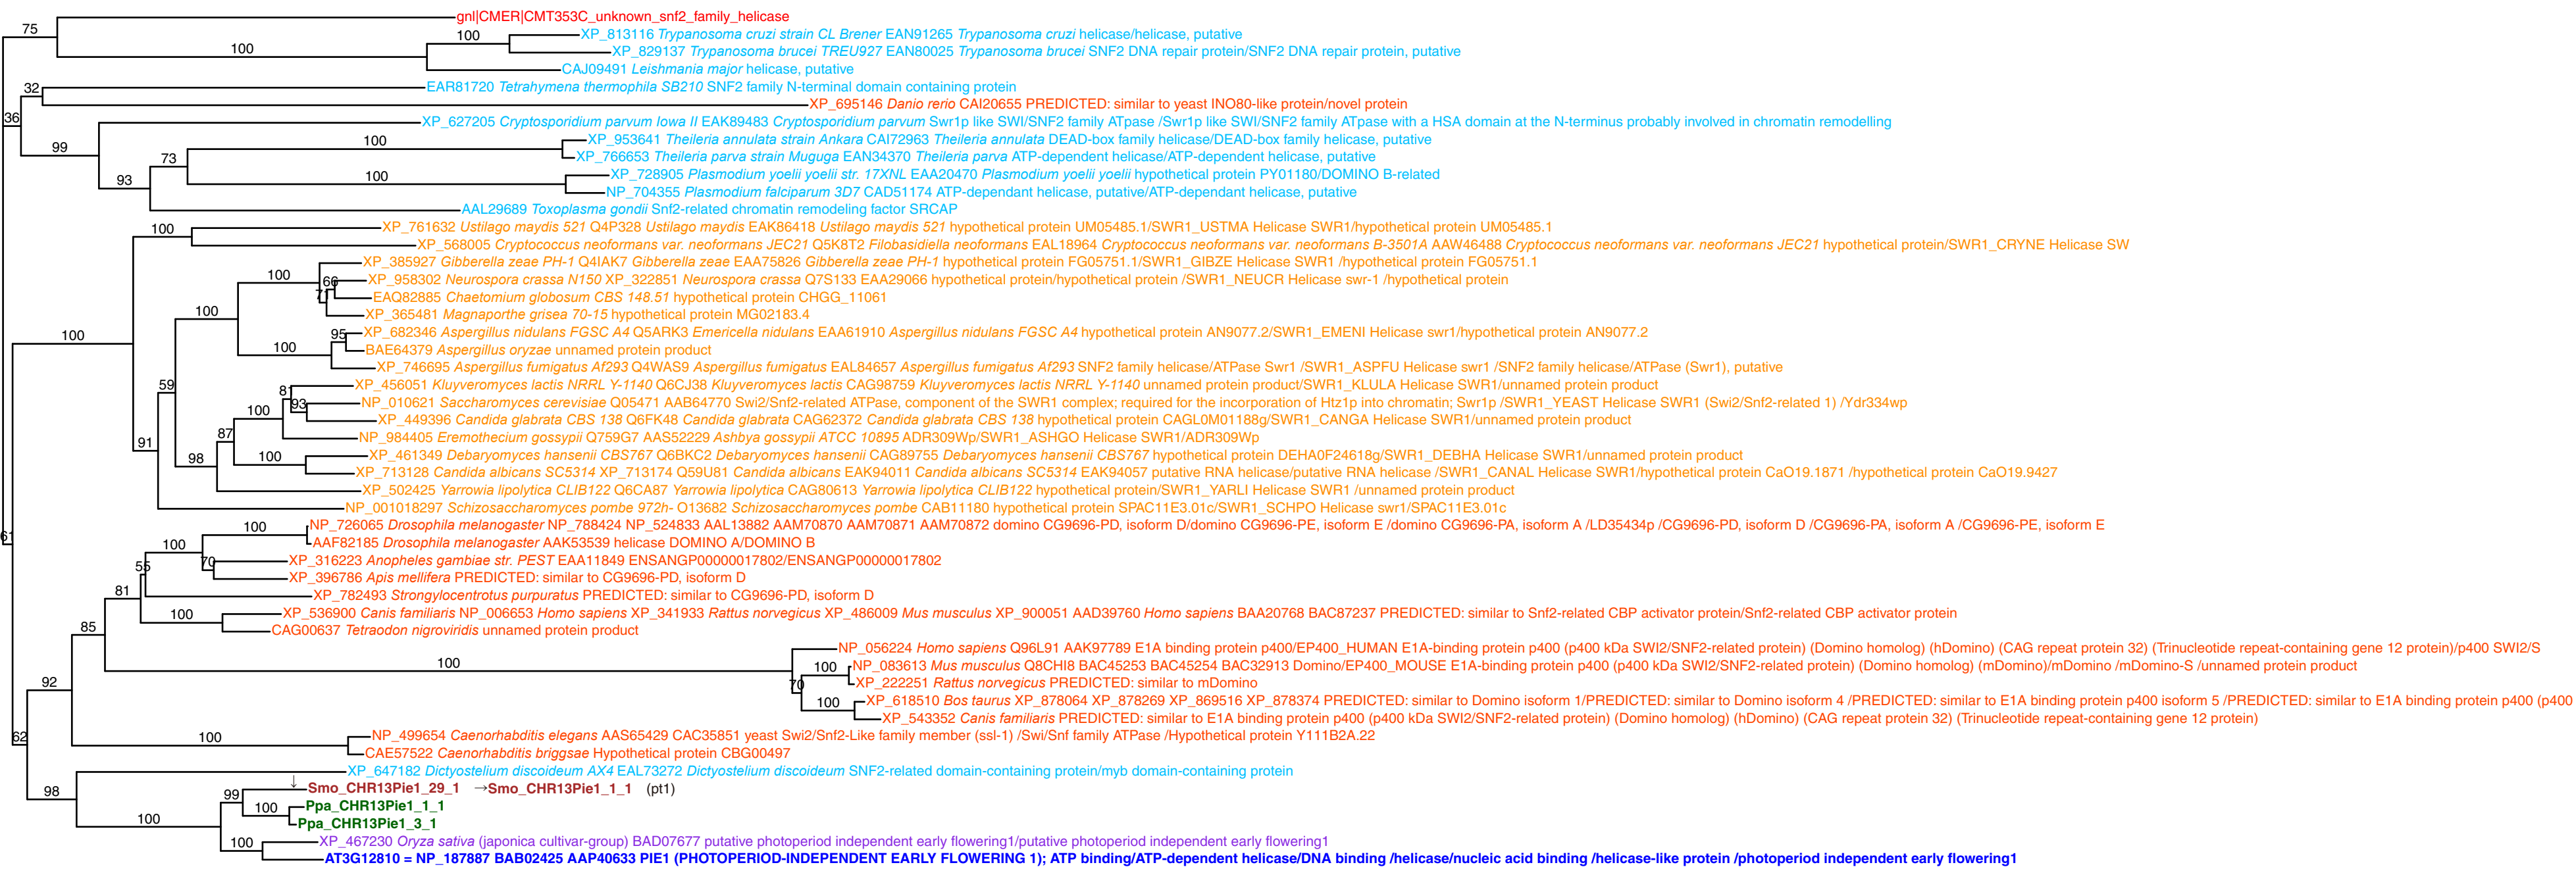 gnl|CMER|CMT353C_unknown_snf2_family_helicase
75
100
XP_813116 Trypanosoma cruzi strain CL Brener EAN91265 Trypanosoma cruzi helicase/helicase, putative
100
XP_829137 Trypanosoma brucei TREU927 EAN80025 Trypanosoma brucei SNF2 DNA repair protein/SNF2 DNA repair protein, putative
CAJ09491 Leishmania major helicase, putative
32
EAR81720 Tetrahymena thermophila SB210 SNF2 family N-terminal domain containing protein
XP_695146 Danio rerio CAI20655 PREDICTED: similar to yeast INO80-like protein/novel protein
36
XP_627205 Cryptosporidium parvum Iowa II EAK89483 Cryptosporidium parvum Swr1p like SWI/SNF2 family ATpase /Swr1p like SWI/SNF2 family ATpase with a HSA domain at the N-terminus probably involved in chromatin remodelling
100
XP_953641 Theileria annulata strain Ankara CAI72963 Theileria annulata DEAD-box family helicase/DEAD-box family helicase, putative
99
73
XP_766653 Theileria parva strain Muguga EAN34370 Theileria parva ATP-dependent helicase/ATP-dependent helicase, putative
93
100
XP_728905 Plasmodium yoelii yoelii str. 17XNL EAA20470 Plasmodium yoelii yoelii hypothetical protein PY01180/DOMINO B-related
NP_704355 Plasmodium falciparum 3D7 CAD51174 ATP-dependant helicase, putative/ATP-dependant helicase, putative
AAL29689 Toxoplasma gondii Snf2-related chromatin remodeling factor SRCAP
100
XP_761632 Ustilago maydis 521 Q4P328 Ustilago maydis EAK86418 Ustilago maydis 521 hypothetical protein UM05485.1/SWR1_USTMA Helicase SWR1/hypothetical protein UM05485.1
XP_568005 Cryptococcus neoformans var. neoformans JEC21 Q5K8T2 Filobasidiella neoformans EAL18964 Cryptococcus neoformans var. neoformans B-3501A AAW46488 Cryptococcus neoformans var. neoformans JEC21 hypothetical protein/SWR1_CRYNE Helicase SW
XP_385927 Gibberella zeae PH-1 Q4IAK7 Gibberella zeae EAA75826 Gibberella zeae PH-1 hypothetical protein FG05751.1/SWR1_GIBZE Helicase SWR1 /hypothetical protein FG05751.1
100
66
XP_958302 Neurospora crassa N150 XP_322851 Neurospora crassa Q7S133 EAA29066 hypothetical protein/hypothetical protein /SWR1_NEUCR Helicase swr-1 /hypothetical protein
EAQ82885 Chaetomium globosum CBS 148.51 hypothetical protein CHGG_11061
100
XP_365481 Magnaporthe grisea 70-15 hypothetical protein MG02183.4
100
95
XP_682346 Aspergillus nidulans FGSC A4 Q5ARK3 Emericella nidulans EAA61910 Aspergillus nidulans FGSC A4 hypothetical protein AN9077.2/SWR1_EMENI Helicase swr1/hypothetical protein AN9077.2
100
BAE64379 Aspergillus oryzae unnamed protein product
XP_746695 Aspergillus fumigatus Af293 Q4WAS9 Aspergillus fumigatus EAL84657 Aspergillus fumigatus Af293 SNF2 family helicase/ATPase Swr1 /SWR1_ASPFU Helicase swr1 /SNF2 family helicase/ATPase (Swr1), putative
59
XP_456051 Kluyveromyces lactis NRRL Y-1140 Q6CJ38 Kluyveromyces lactis CAG98759 Kluyveromyces lactis NRRL Y-1140 unnamed protein product/SWR1_KLULA Helicase SWR1/unnamed protein product
93
NP_010621 Saccharomyces cerevisiae Q05471 AAB64770 Swi2/Snf2-related ATPase, component of the SWR1 complex; required for the incorporation of Htz1p into chromatin; Swr1p /SWR1_YEAST Helicase SWR1 (Swi2/Snf2-related 1) /Ydr334wp
100
XP_449396 Candida glabrata CBS 138 Q6FK48 Candida glabrata CAG62372 Candida glabrata CBS 138 hypothetical protein CAGL0M01188g/SWR1_CANGA Helicase SWR1/unnamed protein product
91
87
NP_984405 Eremothecium gossypii Q759G7 AAS52229 Ashbya gossypii ATCC 10895 ADR309Wp/SWR1_ASHGO Helicase SWR1/ADR309Wp
98
100
XP_461349 Debaryomyces hansenii CBS767 Q6BKC2 Debaryomyces hansenii CAG89755 Debaryomyces hansenii CBS767 hypothetical protein DEHA0F24618g/SWR1_DEBHA Helicase SWR1/unnamed protein product
XP_713128 Candida albicans SC5314 XP_713174 Q59U81 Candida albicans EAK94011 Candida albicans SC5314 EAK94057 putative RNA helicase/putative RNA helicase /SWR1_CANAL Helicase SWR1/hypothetical protein CaO19.1871 /hypothetical protein CaO19.9427
XP_502425 Yarrowia lipolytica CLIB122 Q6CA87 Yarrowia lipolytica CAG80613 Yarrowia lipolytica CLIB122 hypothetical protein/SWR1_YARLI Helicase SWR1 /unnamed protein product
NP_001018297 Schizosaccharomyces pombe 972h- O13682 Schizosaccharomyces pombe CAB11180 hypothetical protein SPAC11E3.01c/SWR1_SCHPO Helicase swr1/SPAC11E3.01c
100
NP_726065 Drosophila melanogaster NP_788424 NP_524833 AAL13882 AAM70870 AAM70871 AAM70872 domino CG9696-PD, isoform D/domino CG9696-PE, isoform E /domino CG9696-PA, isoform A /LD35434p /CG9696-PD, isoform D /CG9696-PA, isoform A /CG9696-PE, isoform E
100
AAF82185 Drosophila melanogaster AAK53539 helicase DOMINO A/DOMINO B
55
70
XP_316223 Anopheles gambiae str. PEST EAA11849 ENSANGP00000017802/ENSANGP00000017802
XP_396786 Apis mellifera PREDICTED: similar to CG9696-PD, isoform D
81
XP_782493 Strongylocentrotus purpuratus PREDICTED: similar to CG9696-PD, isoform D
100
XP_536900 Canis familiaris NP_006653 Homo sapiens XP_341933 Rattus norvegicus XP_486009 Mus musculus XP_900051 AAD39760 Homo sapiens BAA20768 BAC87237 PREDICTED: similar to Snf2-related CBP activator protein/Snf2-related CBP activator protein
85
CAG00637 Tetraodon nigroviridis unnamed protein product
NP_056224 Homo sapiens Q96L91 AAK97789 E1A binding protein p400/EP400_HUMAN E1A-binding protein p400 (p400 kDa SWI2/SNF2-related protein) (Domino homolog) (hDomino) (CAG repeat protein 32) (Trinucleotide repeat-containing gene 12 protein)/p400 SWI2/S
100
100
NP_083613 Mus musculus Q8CHI8 BAC45253 BAC45254 BAC32913 Domino/EP400_MOUSE E1A-binding protein p400 (p400 kDa SWI2/SNF2-related protein) (Domino homolog) (mDomino)/mDomino /mDomino-S /unnamed protein product
92
70
XP_222251 Rattus norvegicus PREDICTED: similar to mDomino
100
XP_618510 Bos taurus XP_878064 XP_878269 XP_869516 XP_878374 PREDICTED: similar to Domino isoform 1/PREDICTED: similar to Domino isoform 4 /PREDICTED: similar to E1A binding protein p400 isoform 5 /PREDICTED: similar to E1A binding protein p400 (p400
XP_543352 Canis familiaris PREDICTED: similar to E1A binding protein p400 (p400 kDa SWI2/SNF2-related protein) (Domino homolog) (hDomino) (CAG repeat protein 32) (Trinucleotide repeat-containing gene 12 protein)
62
100
NP_499654 Caenorhabditis elegans AAS65429 CAC35851 yeast Swi2/Snf2-Like family member (ssl-1) /Swi/Snf family ATPase /Hypothetical protein Y111B2A.22
CAE57522 Caenorhabditis briggsae Hypothetical protein CBG00497
XP_647182 Dictyostelium discoideum AX4 EAL73272 Dictyostelium discoideum SNF2-related domain-containing protein/myb domain-containing protein
98
99
↓
Smo_CHR13Pie1_29_1 →Smo_CHR13Pie1_1_1 (pt1)
100
Ppa_CHR13Pie1_1_1
100
Ppa_CHR13Pie1_3_1
100
XP_467230 Oryza sativa (japonica cultivar-group) BAD07677 putative photoperiod independent early flowering1/putative photoperiod independent early flowering1
AT3G12810 = NP_187887 BAB02425 AAP40633 PIE1 (PHOTOPERIOD-INDEPENDENT EARLY FLOWERING 1); ATP binding/ATP-dependent helicase/DNA binding /helicase/nucleic acid binding /helicase-like protein /photoperiod independent early flowering1